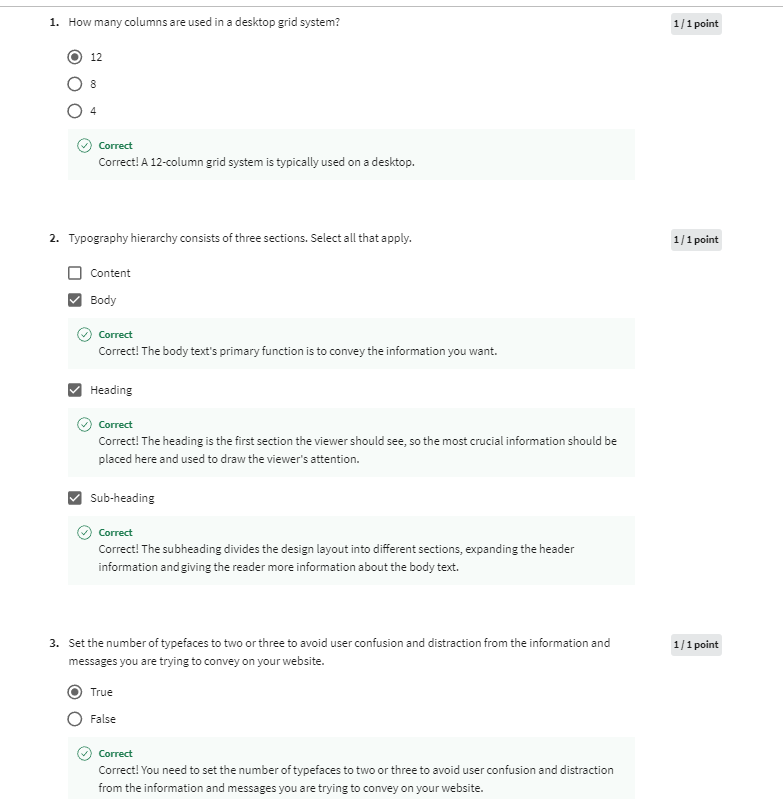 1. How many columns are used in a desktop grid system?
1 / 1 point
12
8
4
Correct
Correct! A 12-column grid system is typically used on a desktop.
2. Typography hierarchy consists of three sections. Select all that apply.
1 / 1 point
Content
Body
Correct
Correct! The body text's primary function is to convey the information you want.
Heading
Correct
Correct! The heading is the first section the viewer should see, so the most crucial information should be
placed here and used to draw the viewer's attention.
Sub-heading
Correct
Correct! The subheading divides the design layout into different sections, expanding the header
information and giving the reader more information about the body text.
3. Set the number of typefaces to two or three to avoid user confusion and distraction from the information and
messages you are trying to convey on your website.
1 / 1 point
True
False
Correct
Correct! You need to set the number of typefaces to two or three to avoid user confusion and distraction
from the information and messages you are trying to convey on your website.